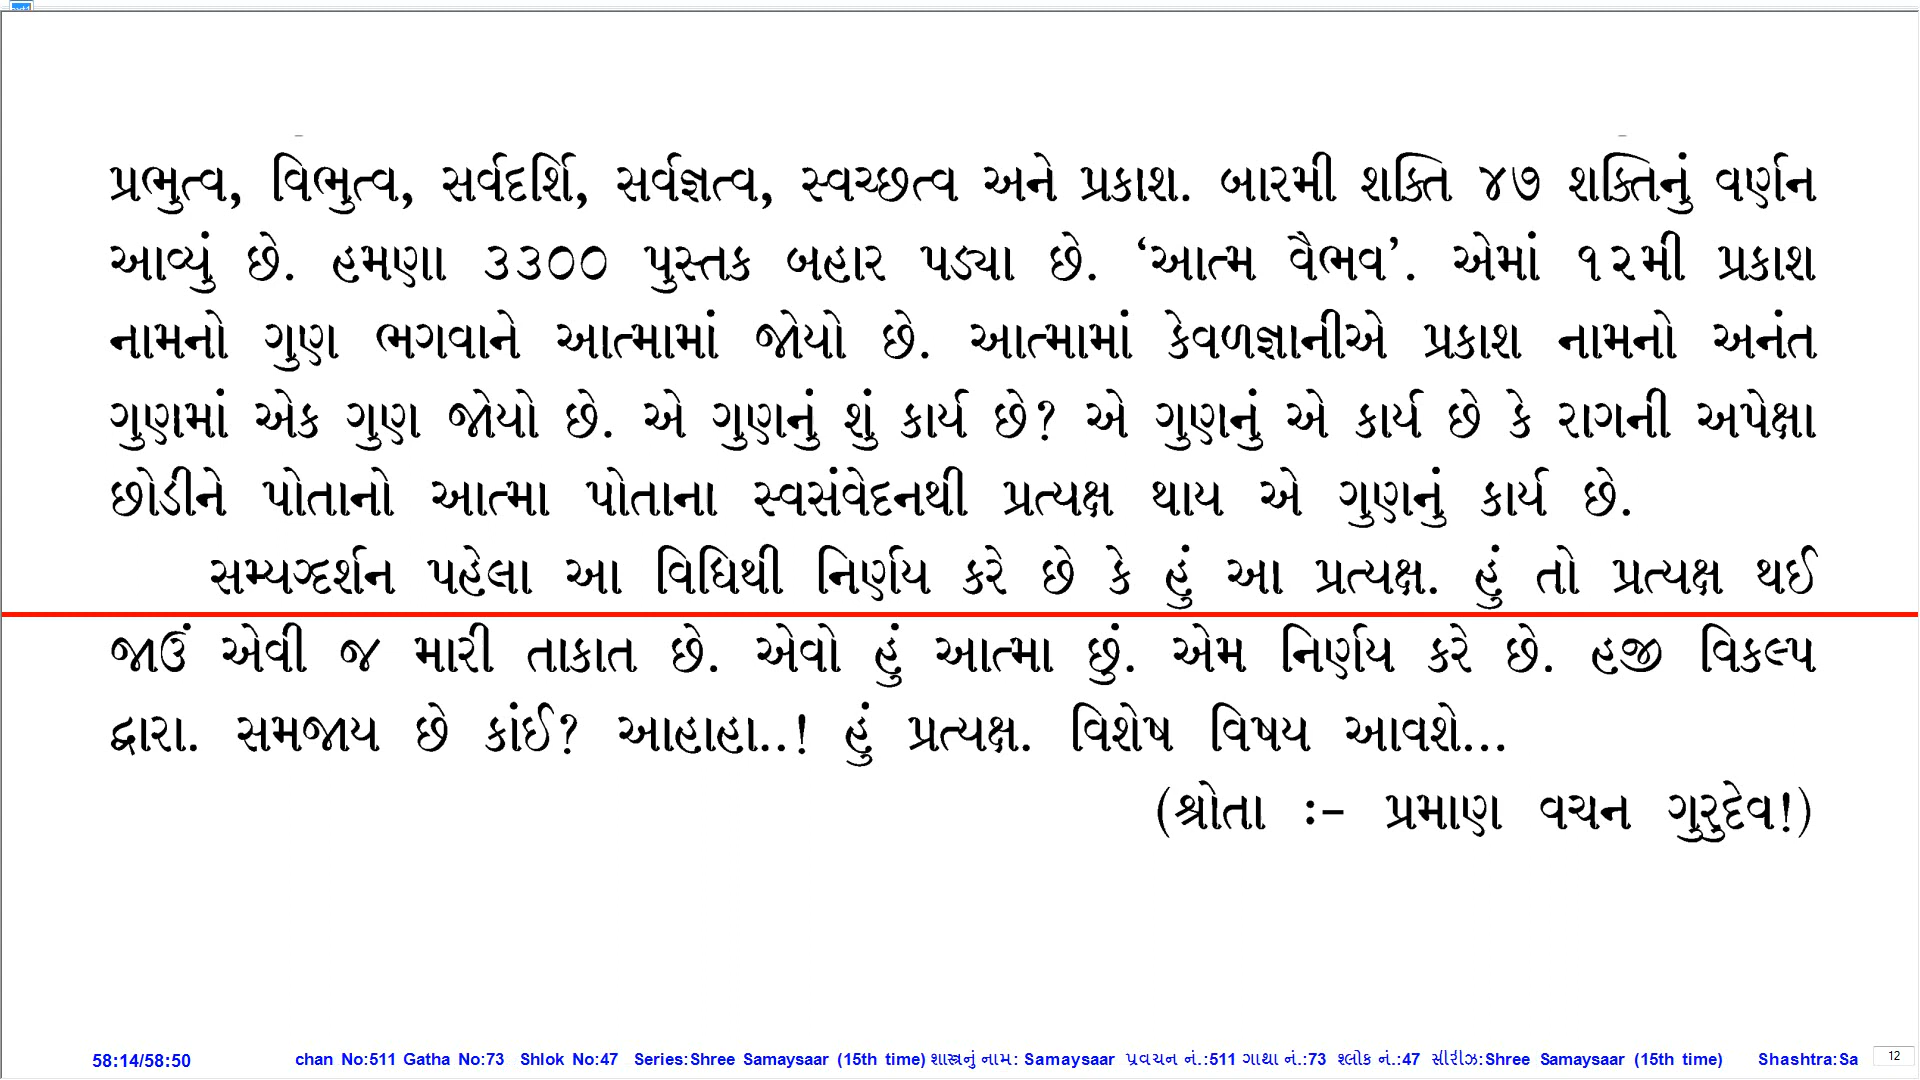 પ્રભુત્વ, વિભુત્વ, સર્વદર્શિ, સર્વજ્ઞત્વ, સ્વચ્છત્વ અને પ્રકાશ. બારમી શક્તિ ૪૭ શક્તિનું વર્ણન
આવ્યું છે. હમણા ૩૩૦૦ પુસ્તક બહાર પડ્યા છે. ‘આત્મ વૈભવ’. એમાં ૧૨મી પ્રકાશ
નામનો ગુણ ભગવાને આત્મામાં જોયો છે. આત્મામાં કેવળજ્ઞાનીએ પ્રકાશ નામનો અનંત
ગુણમાં એક ગુણ જોયો છે. એ ગુણનું શું કાર્ય છે? એ ગુણનું એ કાર્ય છે કે રાગની અપેક્ષા
છોડીને પોતાનો આત્મા પોતાના સ્વસંવેદનથી પ્રત્યક્ષ થાય એ ગુણનું કાર્ય છે.
સમ્યગ્દર્શન પહેલા આ વિધિથી નિર્ણય કરે છે કે હું આ પ્રત્યક્ષ. હું તો પ્રત્યક્ષ થઈ
જાઉં એવી જ મારી તાકાત છે. એવો હું આત્મા છું. એમ નિર્ણય કરે છે. હજી વિકલ્પ
દ્વારા. સમજાય છે કાંઈ? આહાહા..! હું પ્રત્યક્ષ. વિશેષ વિષય આવશે...
(શ્રોતા :- પ્રમાણ વચન ગુરુદેવ!)
58:14/58:50 chan No:511 Gatha No:73 Shlok No:47 Series:Shree Samaysaar (15th time) શાસ્ત્રનું નામ: Samaysaar પ્રવચન નં.:511 ગાથા નં.:73 શ્લોક નં.:47 સીરીઝ:Shree Samaysaar (15th time) Shashtra:Sa 12